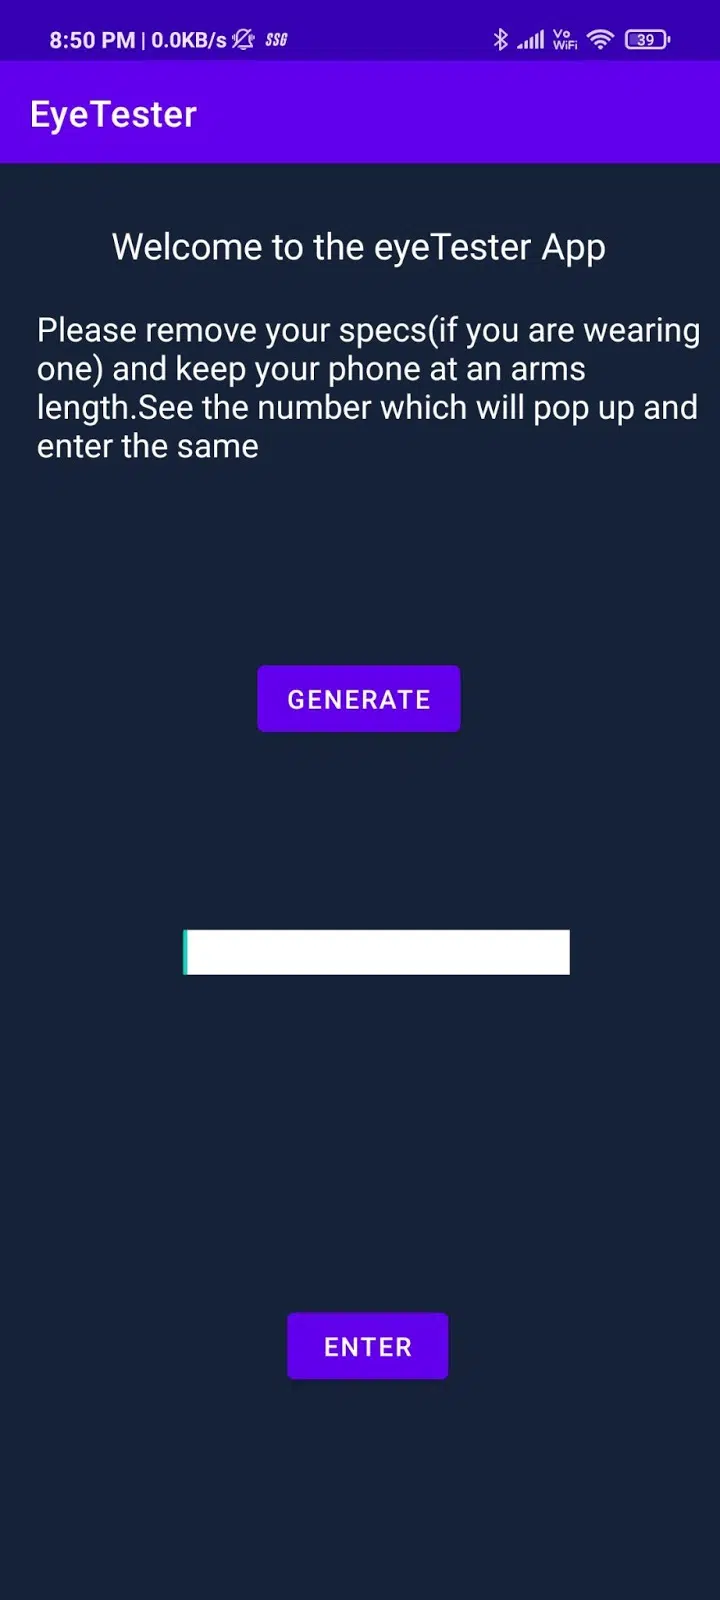 8:50 PM | 0.0KB/s SSG Vo WiFi 39
EyeTester
Welcome to the eyeTester App
Please remove your specs(if you are wearing
one) and keep your phone at an arms
length.See the number which will pop up and
enter the same
GENERATE
ENTER